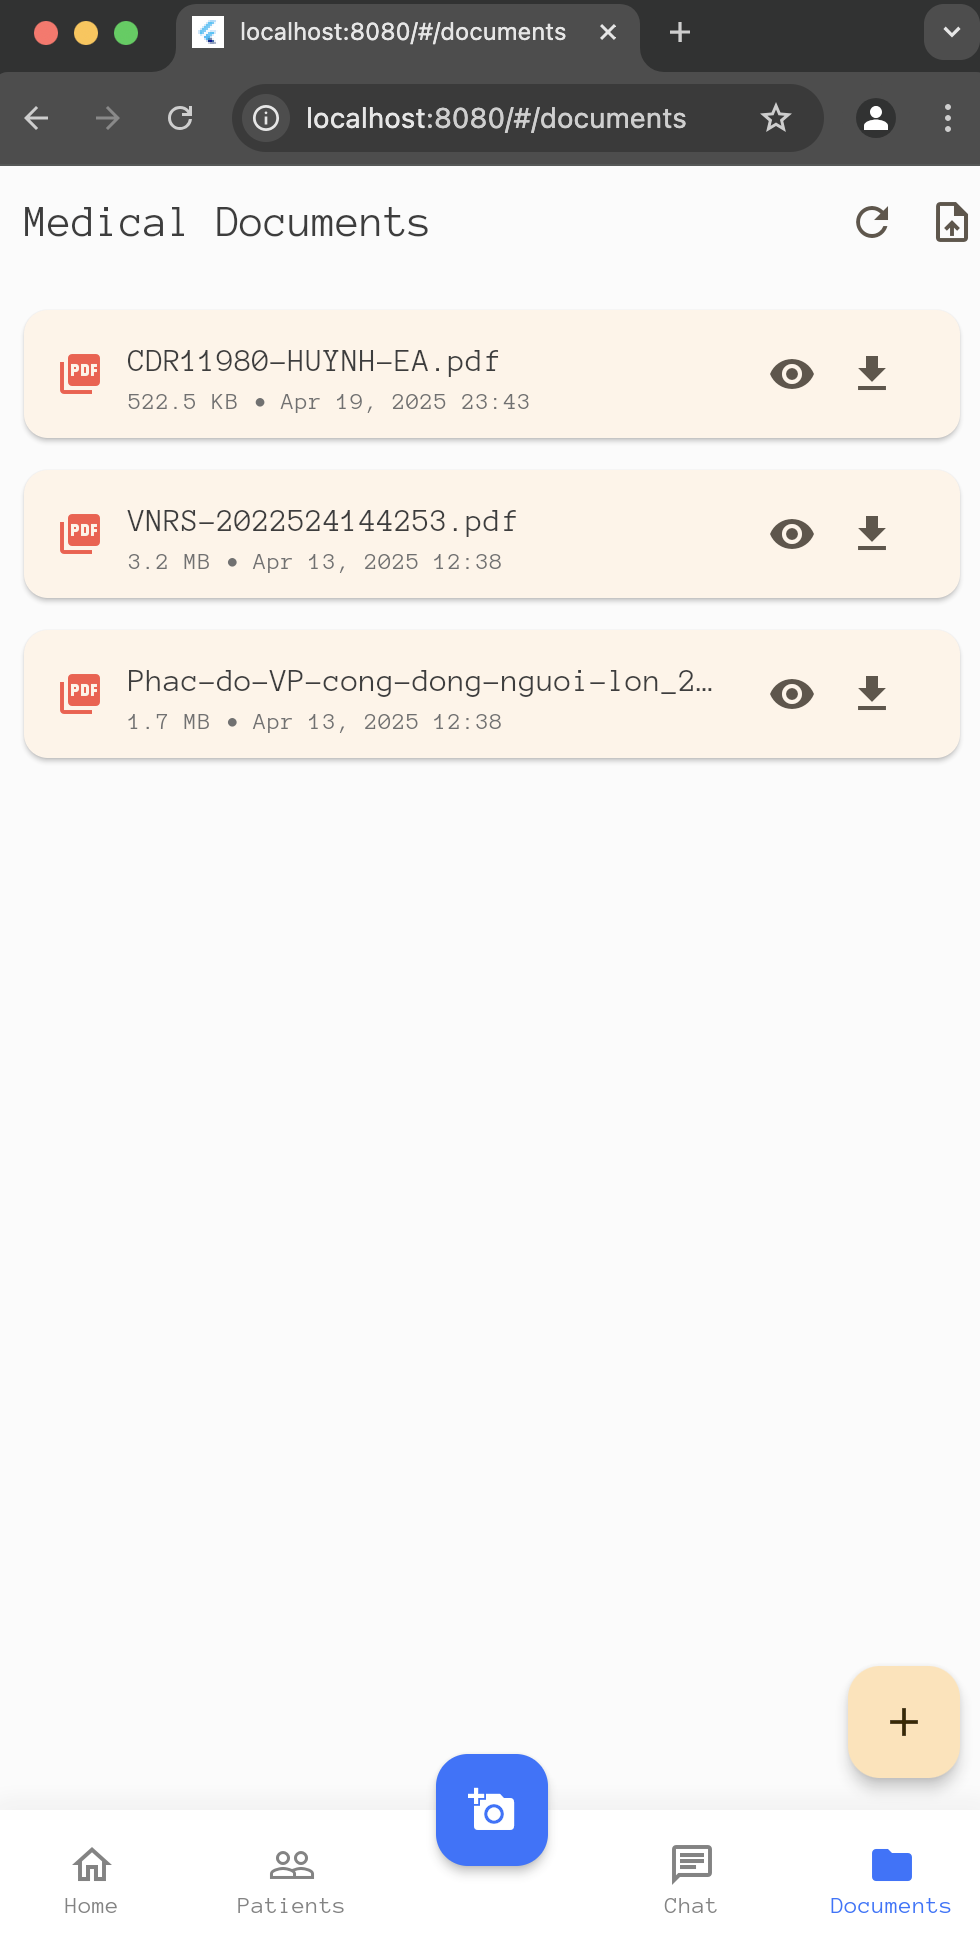 localhost:8080/#/documents
localhost:8080/#/documents
Medical Documents
PDF
CDR11980-HUYNH-EA.pdf
522.5 KB • Apr 19, 2025 23:43
PDF
VNRS-2022524144253.pdf
3.2 MB • Apr 13, 2025 12:38
PDF
Phac-do-VP-cong-dong-nguoi-lon_2…
1.7 MB • Apr 13, 2025 12:38
Home
Patients
Chat
Documents